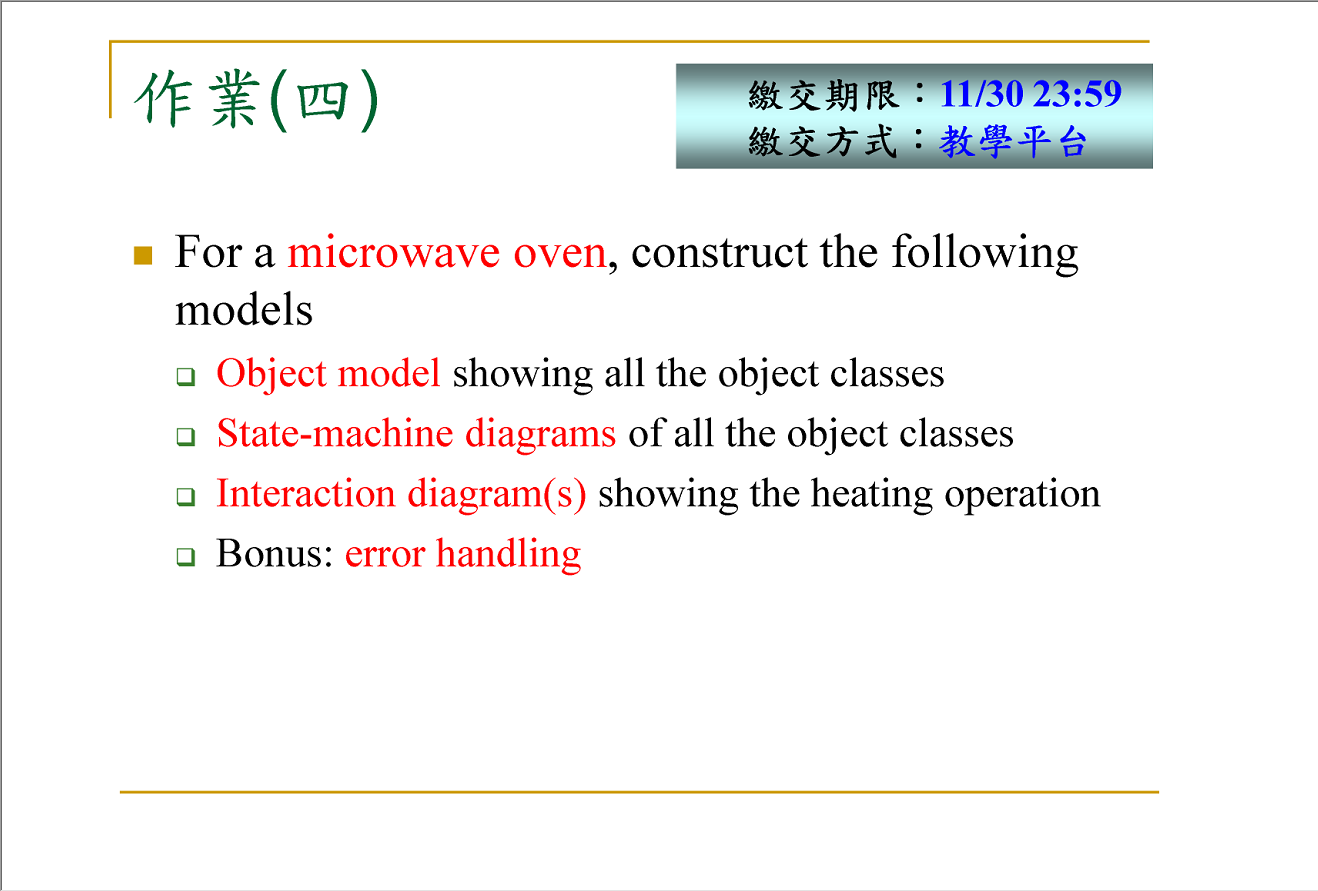 作業(四)
繳交期限：11/30 23:59
繳交方式：教學平台
For a microwave oven, construct the following
models
Object model showing all the object classes
State-machine diagrams of all the object classes
Interaction diagram(s) showing the heating operation
Bonus: error handling